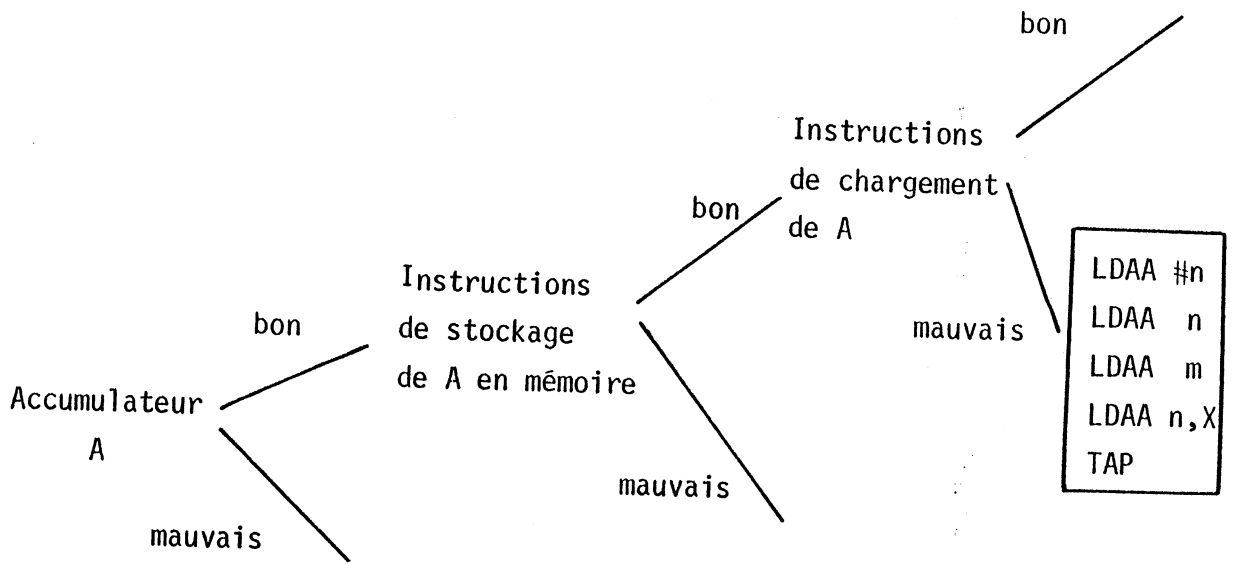 bon
Instructions
de chargement
de A
bon
LDAA #n
LDAA n
LDAA m
LDAA n,X
TAP
mauvais
Instructions
de stockage
de A en mémoire
bon
Accumulateur
A
mauvais
mauvais